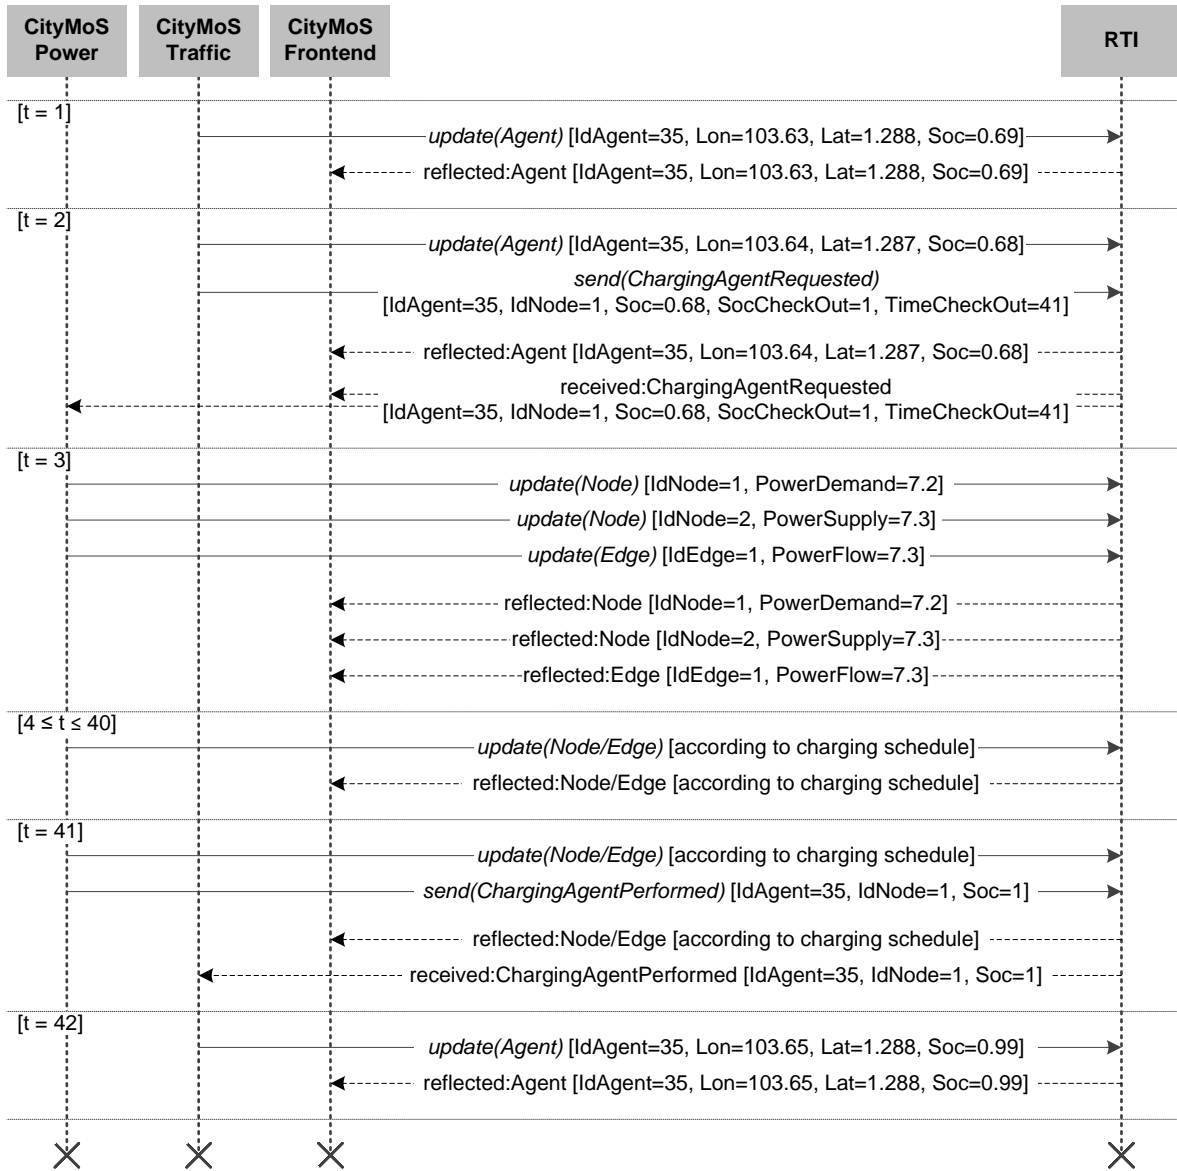 CityMoS
Power
CityMoS
Traffic
CityMoS
Frontend
RTI
[t = 1]
update(Agent) [IdAgent=35, Lon=103.63, Lat=1.288, Soc=0.69]
reflected:Agent [IdAgent=35, Lon=103.63, Lat=1.288, Soc=0.69]
[t = 2]
update(Agent) [IdAgent=35, Lon=103.64, Lat=1.287, Soc=0.68]
send(ChargingAgentRequested)
[IdAgent=35, IdNode=1, Soc=0.68, SocCheckOut=1, TimeCheckOut=41]
reflected:Agent [IdAgent=35, Lon=103.64, Lat=1.287, Soc=0.68]
received:ChargingAgentRequested
[IdAgent=35, IdNode=1, Soc=0.68, SocCheckOut=1, TimeCheckOut=41]
[t = 3]
update(Node) [IdNode=1, PowerDemand=7.2]
update(Node) [IdNode=2, PowerSupply=7.3]
update(Edge) [IdEdge=1, PowerFlow=7.3]
reflected:Node [IdNode=1, PowerDemand=7.2]
reflected:Node [IdNode=2, PowerSupply=7.3]
reflected:Edge [IdEdge=1, PowerFlow=7.3]
[4 ≤ t ≤ 40]
update(Node/Edge) [according to charging schedule]
reflected:Node/Edge [according to charging schedule]
[t = 41]
update(Node/Edge) [according to charging schedule]
send(ChargingAgentPerformed) [IdAgent=35, IdNode=1, Soc=1]
reflected:Node/Edge [according to charging schedule]
received:ChargingAgentPerformed [IdAgent=35, IdNode=1, Soc=1]
[t = 42]
update(Agent) [IdAgent=35, Lon=103.65, Lat=1.288, Soc=0.99]
reflected:Agent [IdAgent=35, Lon=103.65, Lat=1.288, Soc=0.99]